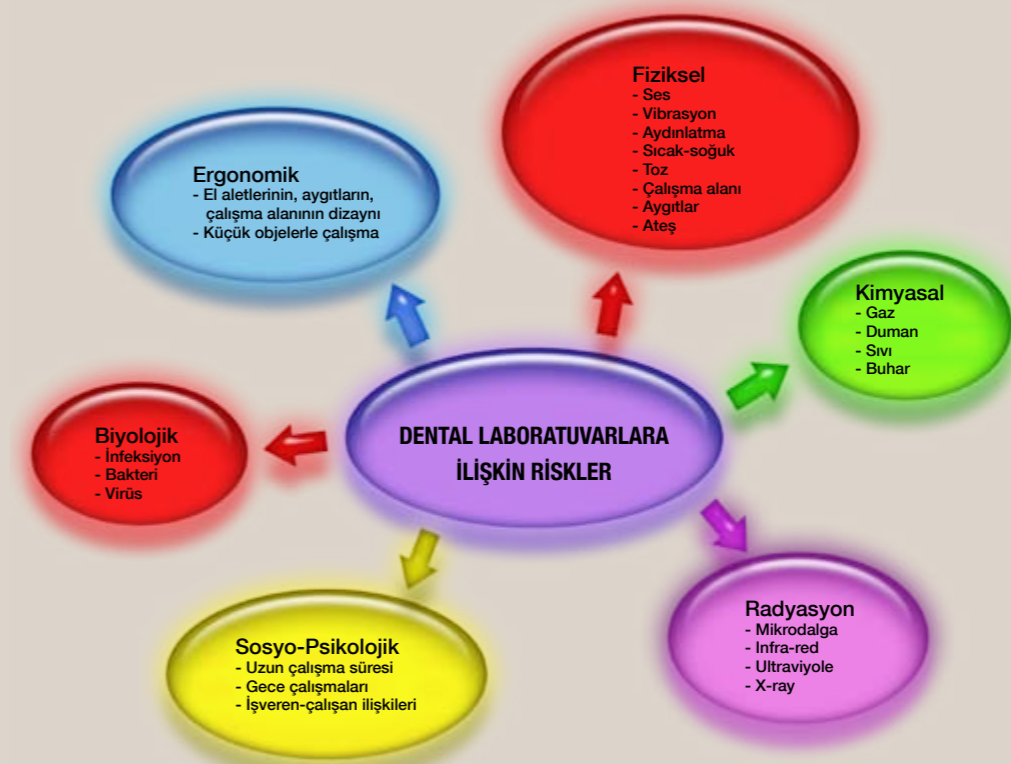 Fiziksel
- Ses
- Vibrasyon
- Aydınlatma
- Sıcak-soğuk
- Toz
- Çalışma alanı
- Aygıtlar
- Ateş
Ergonomik
- El aletlerinin, aygıtların,
çalışma alanının dizaynı
- Küçük objelerle çalışma
Kimyasal
- Gaz
- Duman
- Sıvı
- Buhar
DENTAL LABORATUVARLARA
İLİŞKİN RİSKLER
Biyolojik
- İnfeksiyon
- Bakteri
- Virüs
Radyasyon
- Mikrodalga
- Infra-red
- Ultraviyole
- X-ray
Sosyo-Psikolojik
- Uzun çalışma süresi
- Gece çalışmaları
- İşveren-çalışan ilişkileri